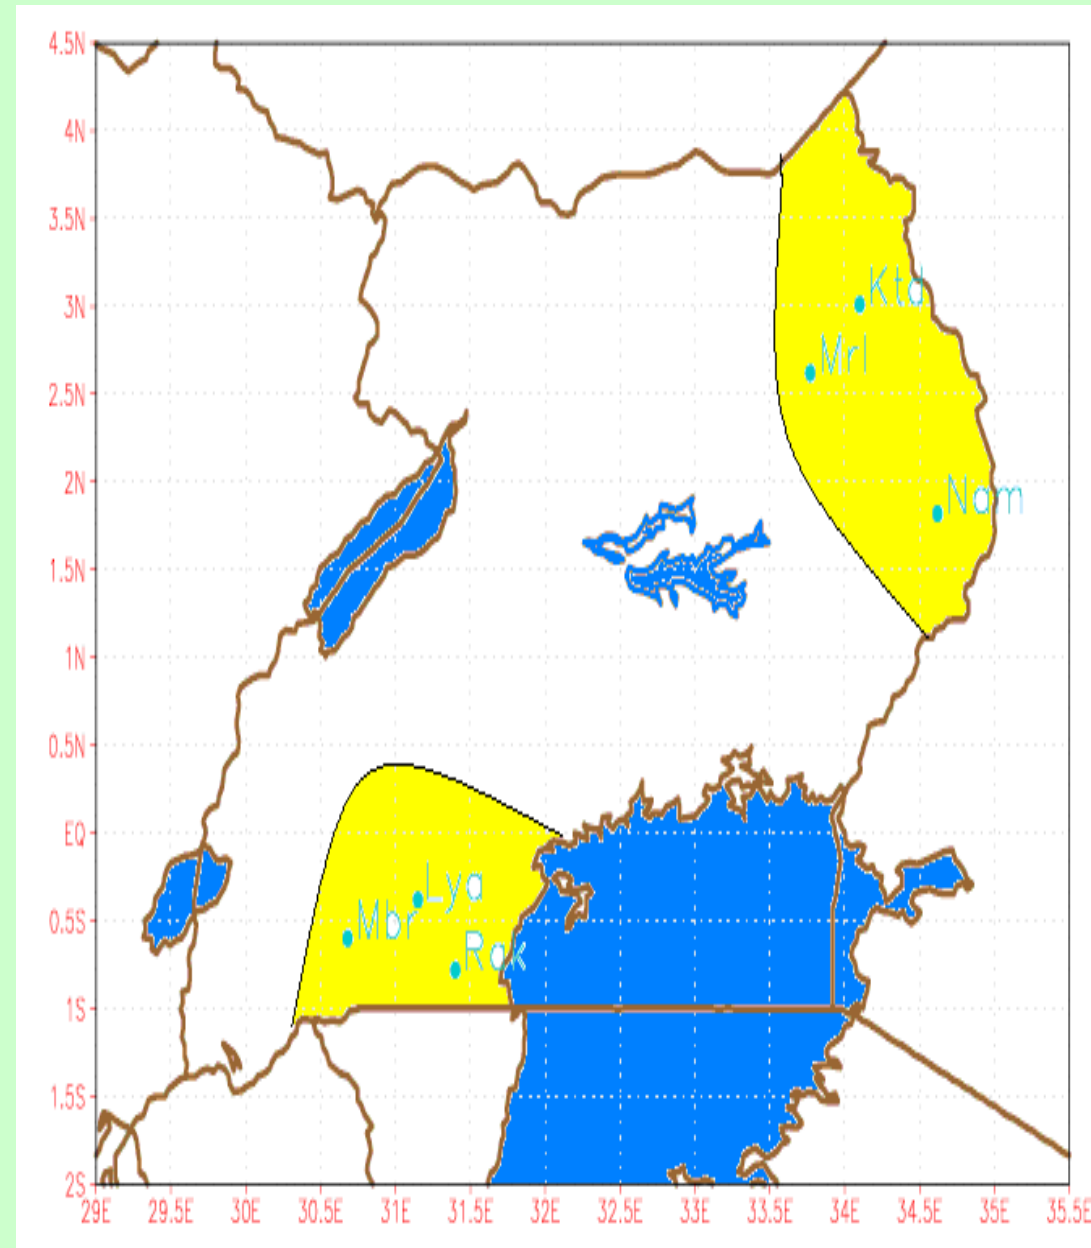 4.5N
4N
3.5N
3N
Ktd
Mrl
2.5N
2N
Nam
1.5N
1N
0.5N
EQ
Lya
Mbr
0.5S
Rak
1S
1.5S
2S
29E 29.5E 30E 30.5E 31E 31.5E 32E 32.5E 33E 33.5E 34E 34.5E 35E 35.5E